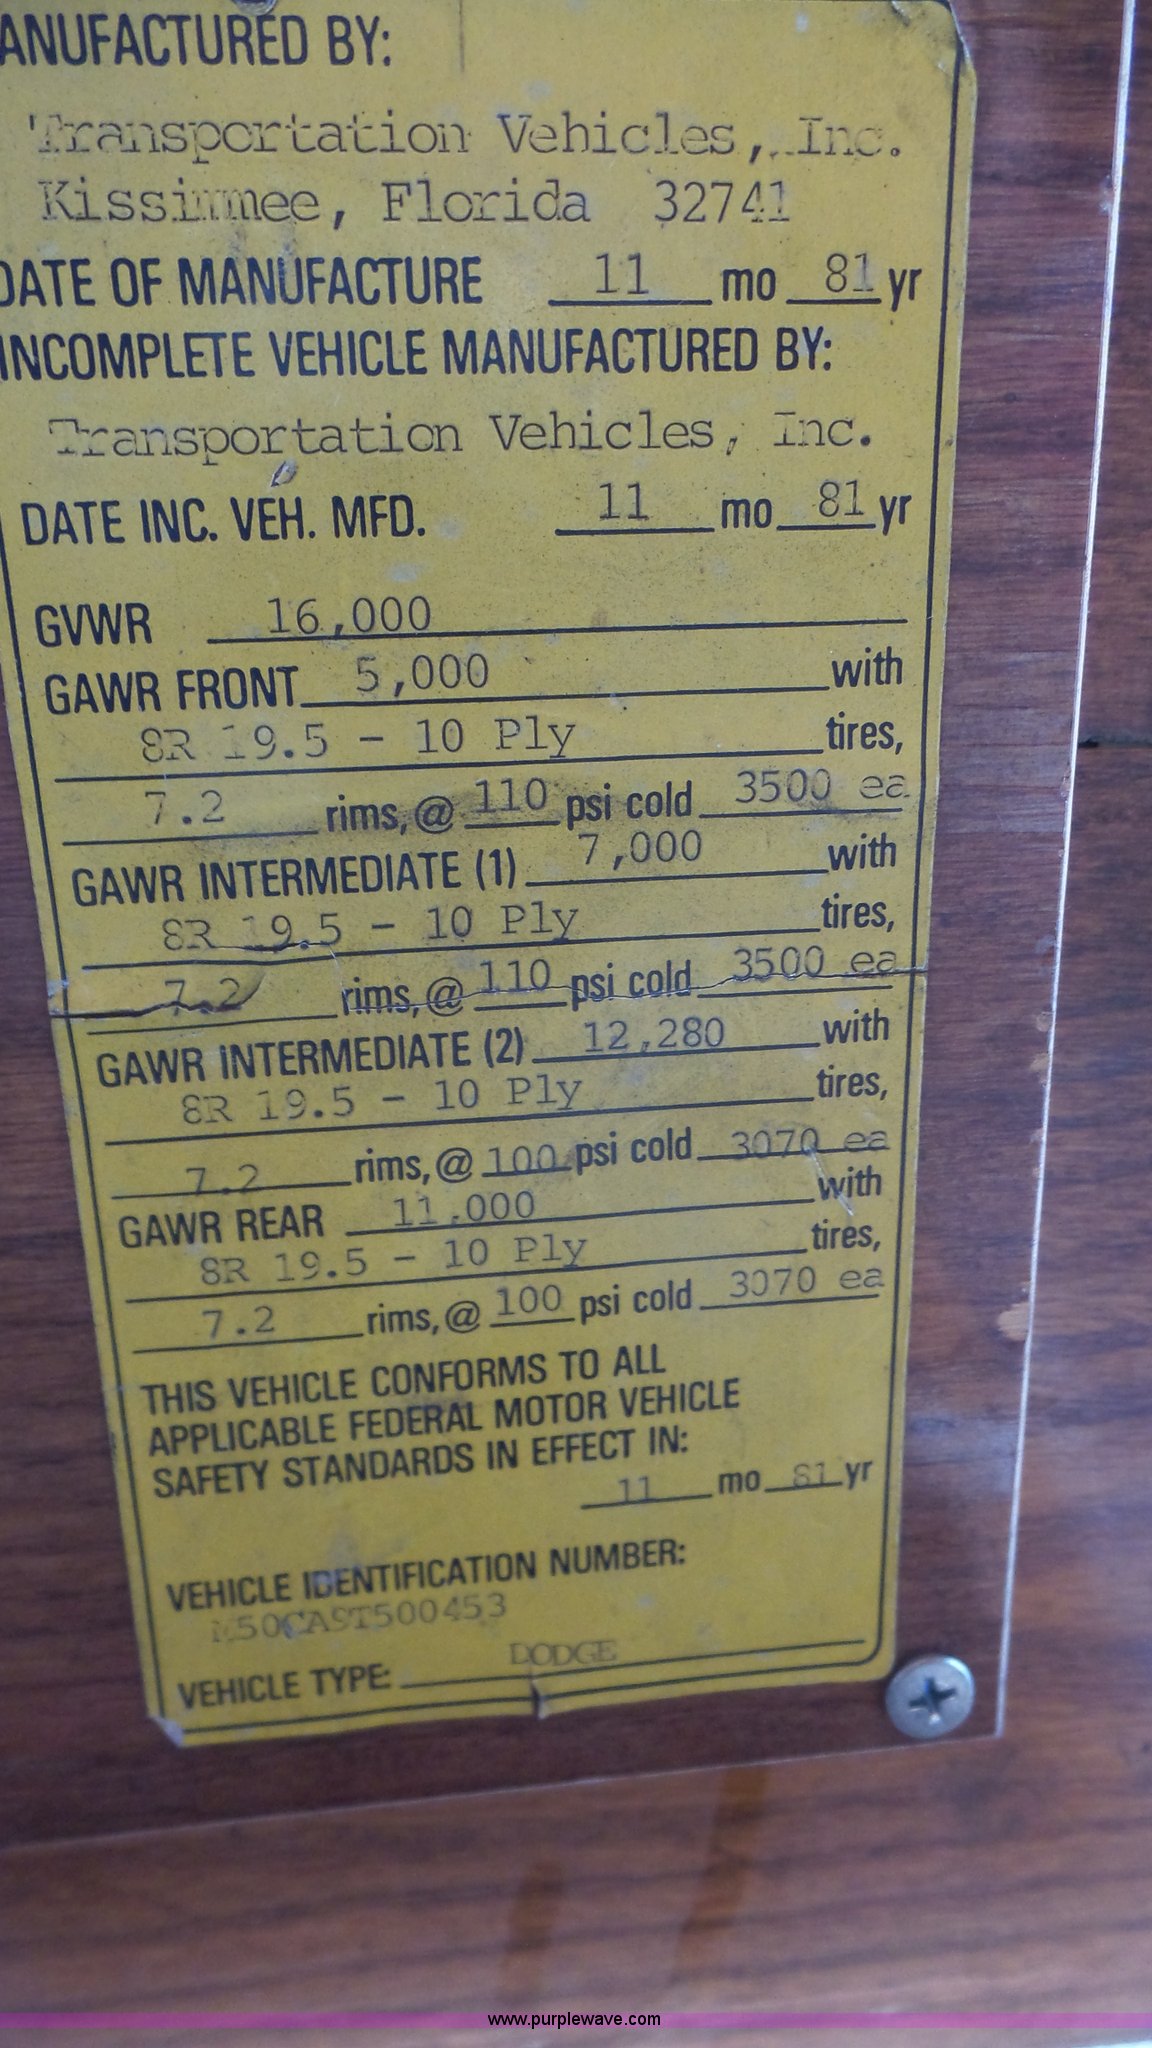 ANUFACTURED BY:
Transportation Vehicles, Inc.
Kissimmee, Florida 32741
DATE OF MANUFACTURE 11 mo 81 yr
INCOMPLETE VEHICLE MANUFACTURED BY:
Transportation Vehicles, Inc.
DATE INC. VEH. MFD. 11 mo 81 yr
GVWR 16,000
GAWR FRONT 5,000 with
8R 19.5 - 10 Ply tires,
7.2 rims, @ 110 psi cold 3500 ea
GAWR INTERMEDIATE (1) 7,000 with
8R 19.5 - 10 Ply tires,
7.2 rims, @ 110 psi cold 3500 ea
GAWR INTERMEDIATE (2) 12,280 with
8R 19.5 - 10 Ply tires,
7.2 rims, @ 100 psi cold 3070 ea
GAWR REAR 11,000 with
8R 19.5 - 10 Ply tires,
7.2 rims, @ 100 psi cold 3070 ea
THIS VEHICLE CONFORMS TO ALL
APPLICABLE FEDERAL MOTOR VEHICLE
SAFETY STANDARDS IN EFFECT IN:
11 mo 81 yr
VEHICLE IDENTIFICATION NUMBER:
VEHICLE TYPE: DODGE
www.purplewave.com